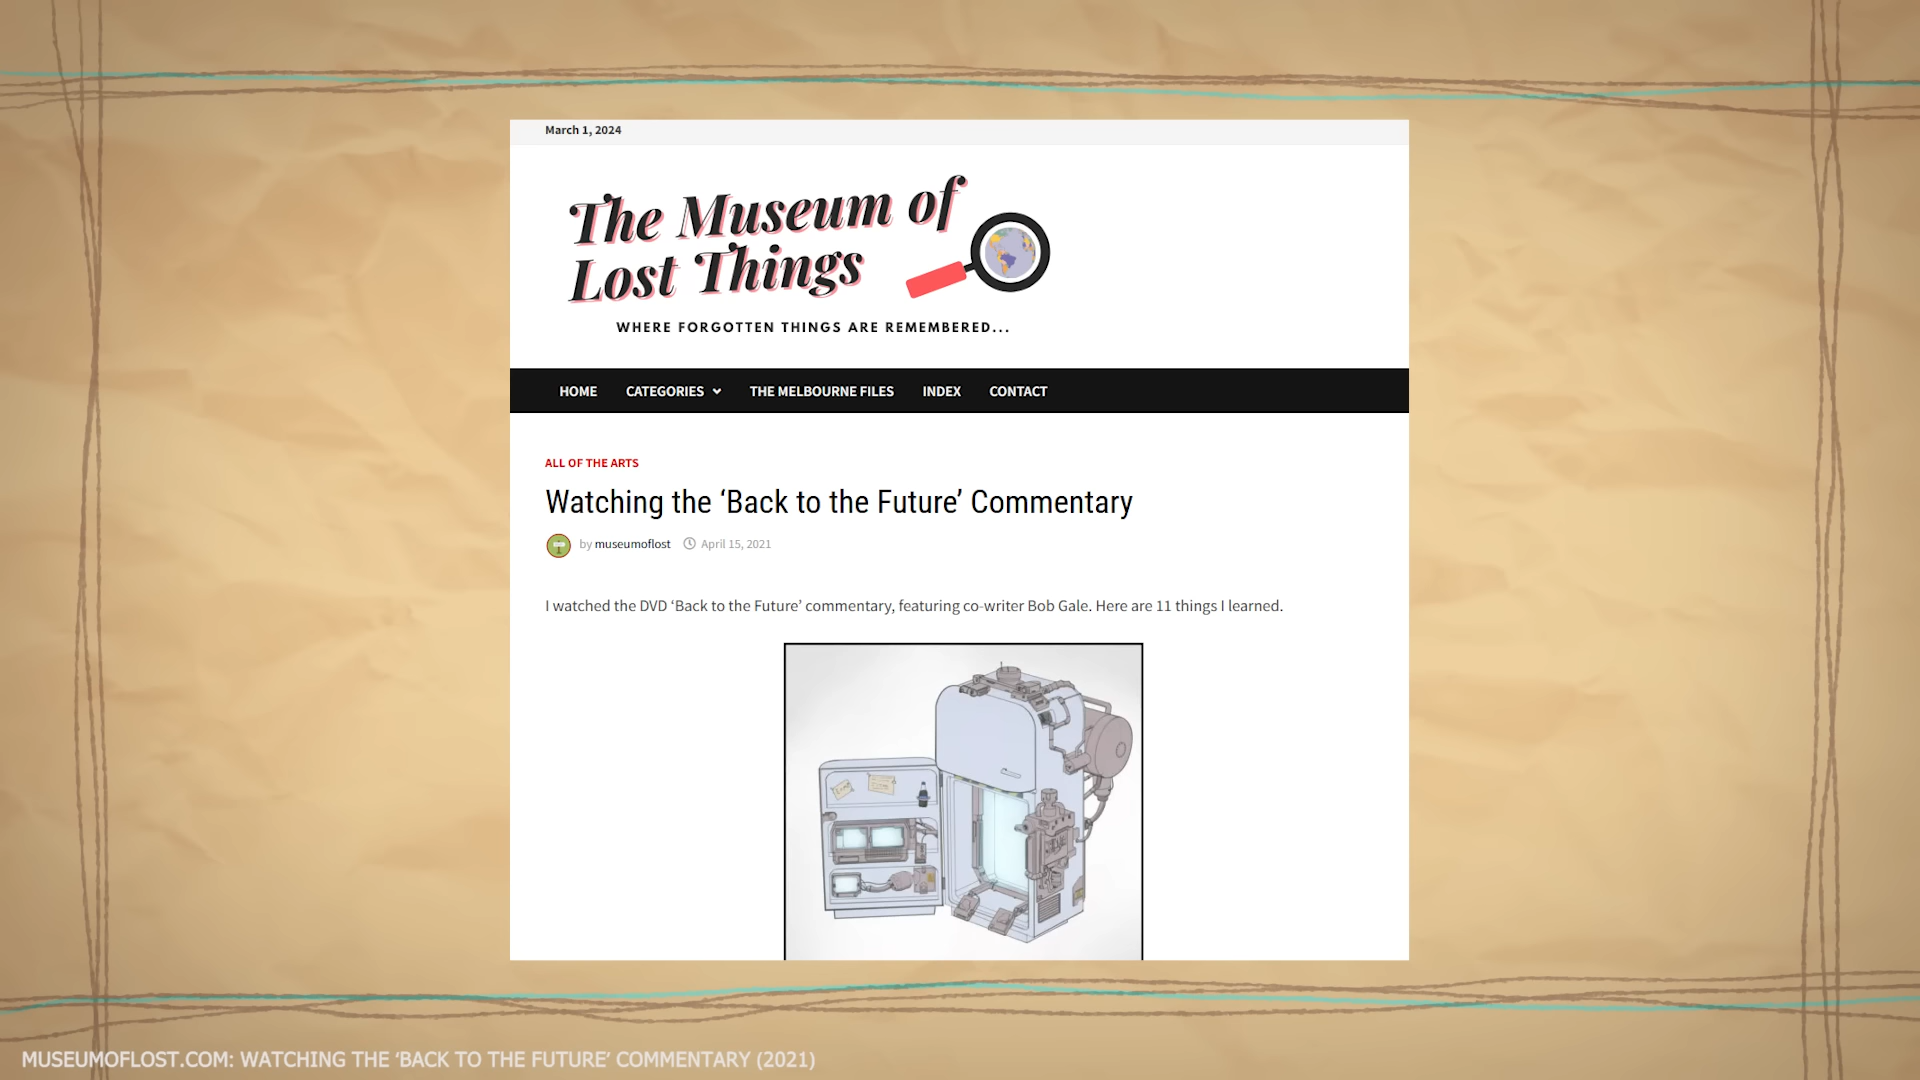 March 1, 2024
The Museum of
Lost Things
WHERE FORGOTTEN THINGS ARE REMEMBERED...
HOME CATEGORIES THE MELBOURNE FILES INDEX CONTACT
ALL OF THE ARTS
Watching the ‘Back to the Future’ Commentary
by museumoflost April 15, 2021
I watched the DVD ‘Back to the Future’ commentary, featuring co-writer Bob Gale. Here are 11 things I learned.
MUSEUMOFLOST.COM: WATCHING THE ‘BACK TO THE FUTURE’ COMMENTARY (2021)